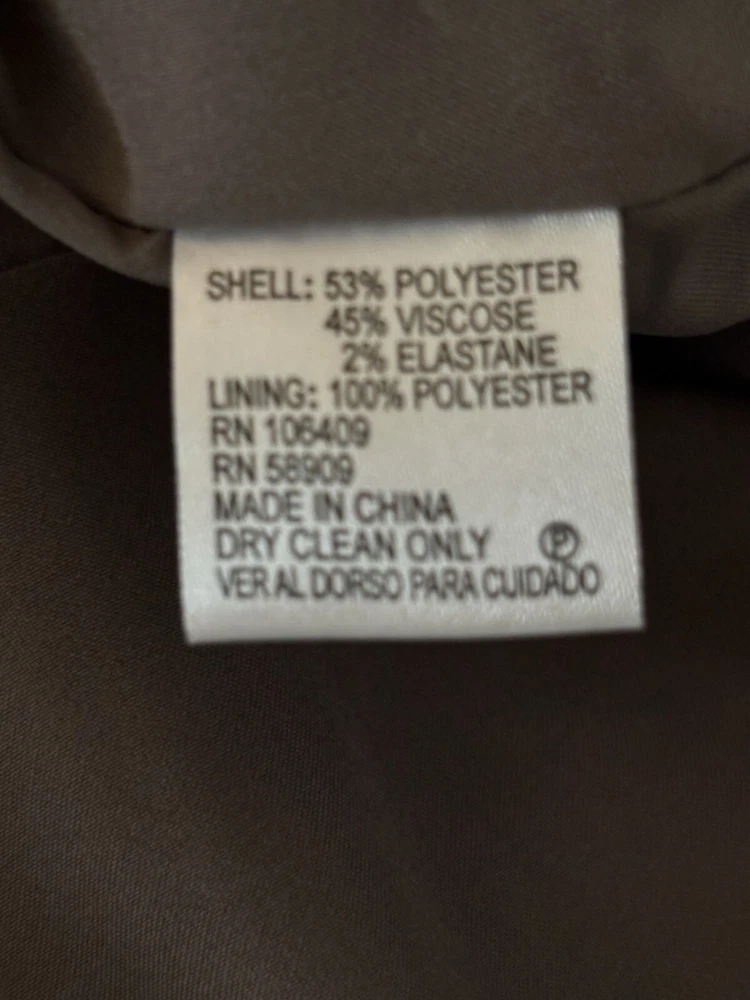 SHELL: 53% POLYESTER
45% VISCOSE
2% ELASTANE
LINING: 100% POLYESTER
RN 106409
RN 58909
MADE IN CHINA
DRY CLEAN ONLY Ⓟ
VER AL DORSO PARA CUIDADO